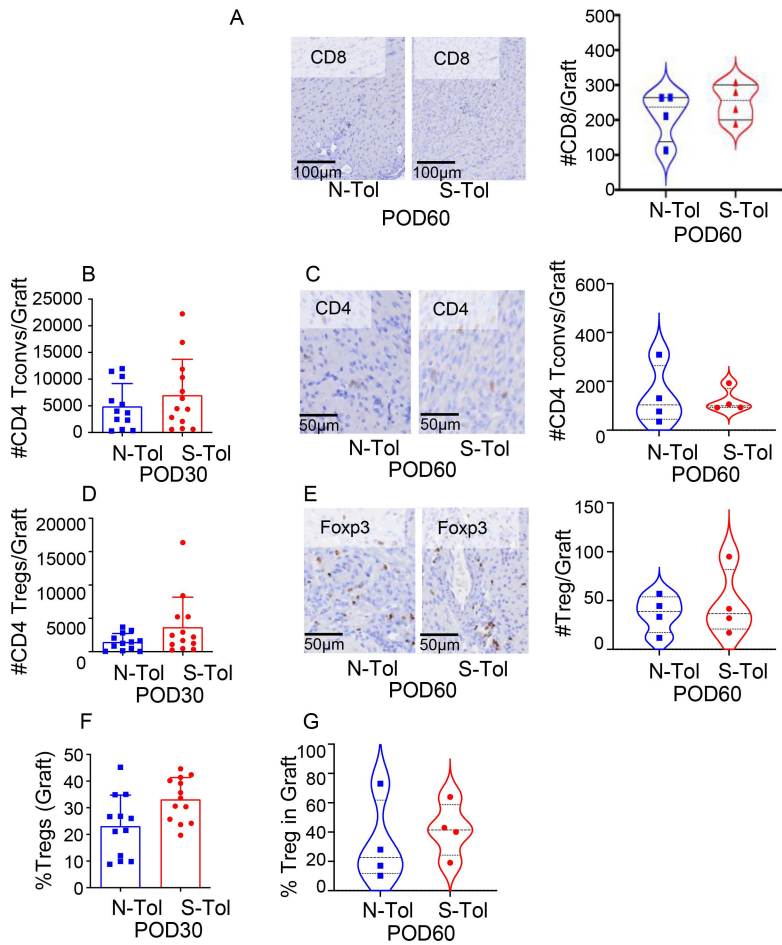 A
CD8
CD8
100µm
100µm
N-Tol
S-Tol
POD60
#CD8/Graft
500
400
300
200
100
0
N-Tol
S-Tol
POD60
B
#CD4 Tconvs/Graft
25000
20000
15000
10000
5000
0
N-Tol
S-Tol
POD30
C
CD4
CD4
50µm
50µm
N-Tol
S-Tol
POD60
#CD4 Tconvs/Graft
600
400
200
0
N-Tol
S-Tol
POD60
D
#CD4 Tregs/Graft
20000
15000
10000
5000
0
N-Tol
S-Tol
POD30
E
Foxp3
Foxp3
50µm
50µm
N-Tol
S-Tol
POD60
#Treg/Graft
150
100
50
0
N-Tol
S-Tol
POD60
F
%Tregs (Graft)
50
40
30
20
10
0
N-Tol
S-Tol
POD30
G
% Treg in Graft
100
80
60
40
20
0
N-Tol
S-Tol
POD60